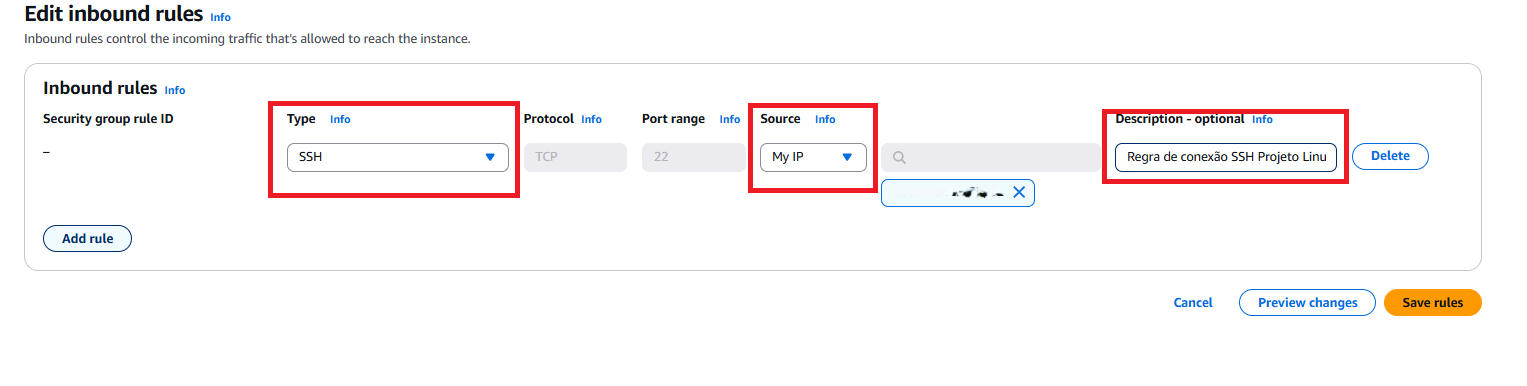 Edit inbound rules Info
Inbound rules control the incoming traffic that's allowed to reach the instance.
Inbound rules Info
Security group rule ID Type Info Protocol Info Port range Info Source Info Description - optional Info
– SSH TCP 22 My IP Regra de conexão SSH Projeto Linu Delete
Add rule
Cancel Preview changes Save rules